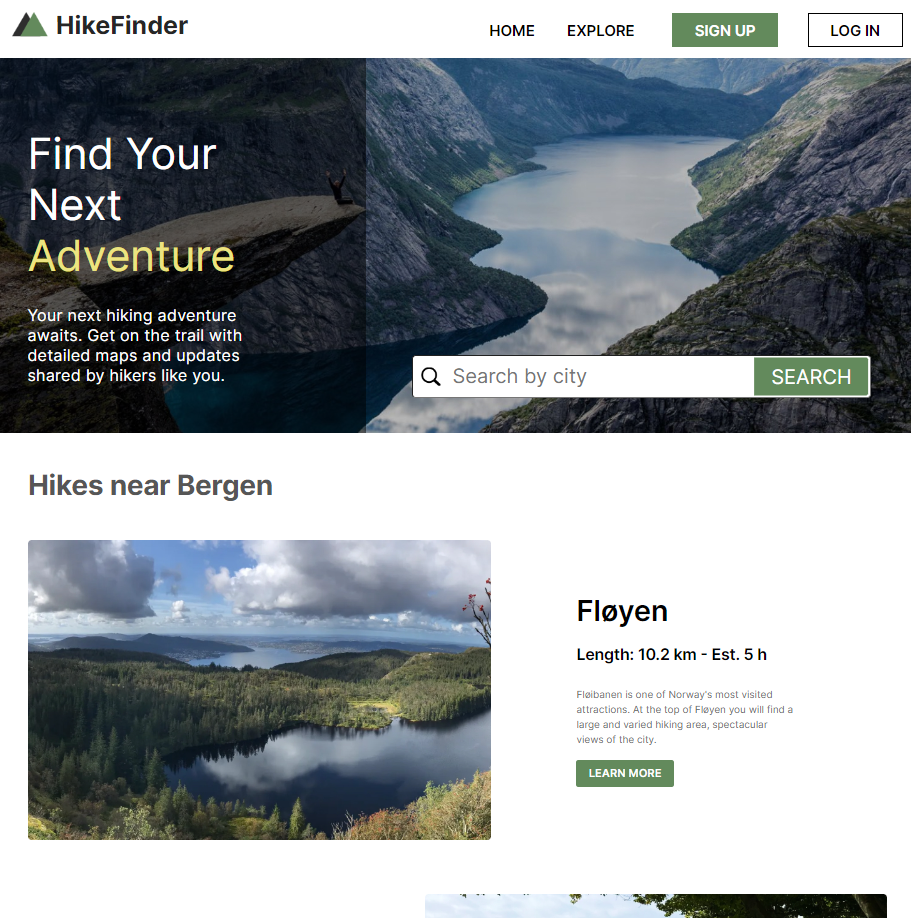 HikeFinder
HOME EXPLORE SIGN UP LOG IN
Find Your
Next
Adventure
Your next hiking adventure
awaits. Get on the trail with
detailed maps and updates
shared by hikers like you.
Search by city SEARCH
Hikes near Bergen
Fløyen
Length: 10.2 km - Est. 5 h
Fløibanen is one of Norway's most visited
attractions. At the top of Fløyen you will find a
large and varied hiking area, spectacular
views of the city.
LEARN MORE